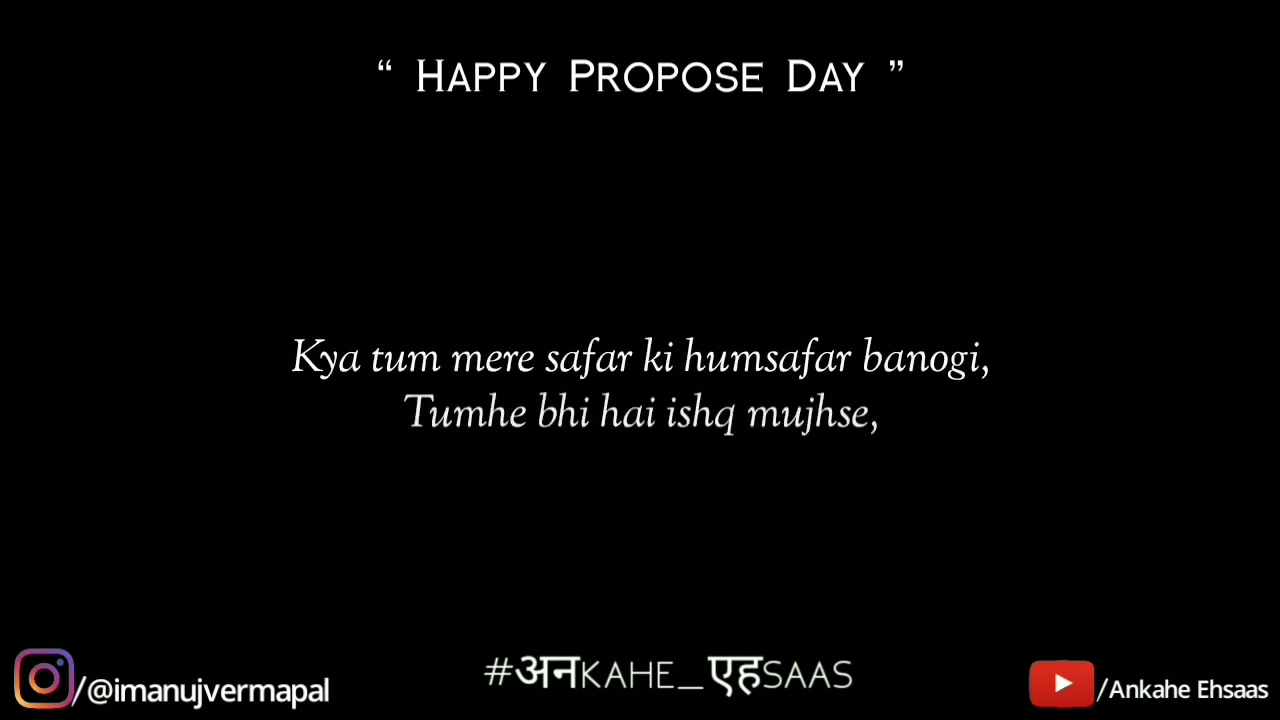 “ Happy Propose Day ”
Kya tum mere safar ki humsafar banogi,
Tumhe bhi hai ishq mujhse,
/@imanujvermapal
#अनKAHE_एहSAAS
/Ankahe Ehsaas